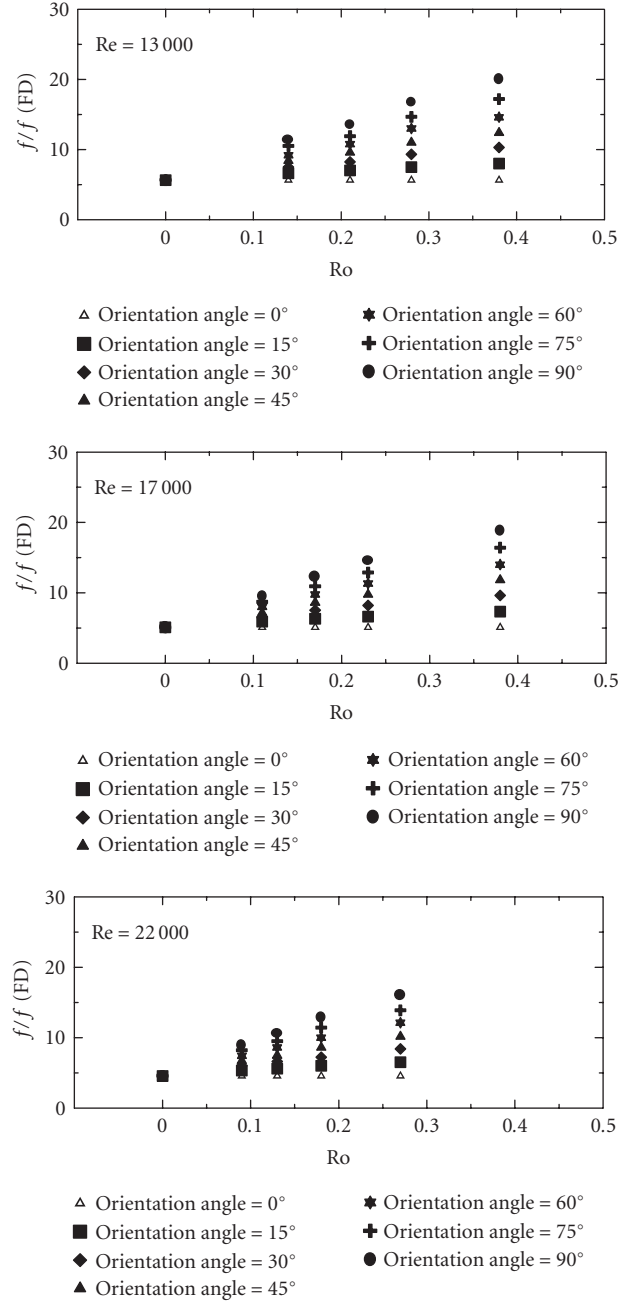 30
Re = 13 000
20
f/f (FD)
10
0
0 0.1 0.2 0.3 0.4 0.5
Ro
Orientation angle = 0°
Orientation angle = 15°
Orientation angle = 30°
Orientation angle = 45°
Orientation angle = 60°
Orientation angle = 75°
Orientation angle = 90°
30
Re = 17 000
20
f/f (FD)
10
0
0 0.1 0.2 0.3 0.4 0.5
Ro
Orientation angle = 0°
Orientation angle = 15°
Orientation angle = 30°
Orientation angle = 45°
Orientation angle = 60°
Orientation angle = 75°
Orientation angle = 90°
30
Re = 22 000
20
f/f (FD)
10
0
0 0.1 0.2 0.3 0.4 0.5
Ro
Orientation angle = 0°
Orientation angle = 15°
Orientation angle = 30°
Orientation angle = 45°
Orientation angle = 60°
Orientation angle = 75°
Orientation angle = 90°